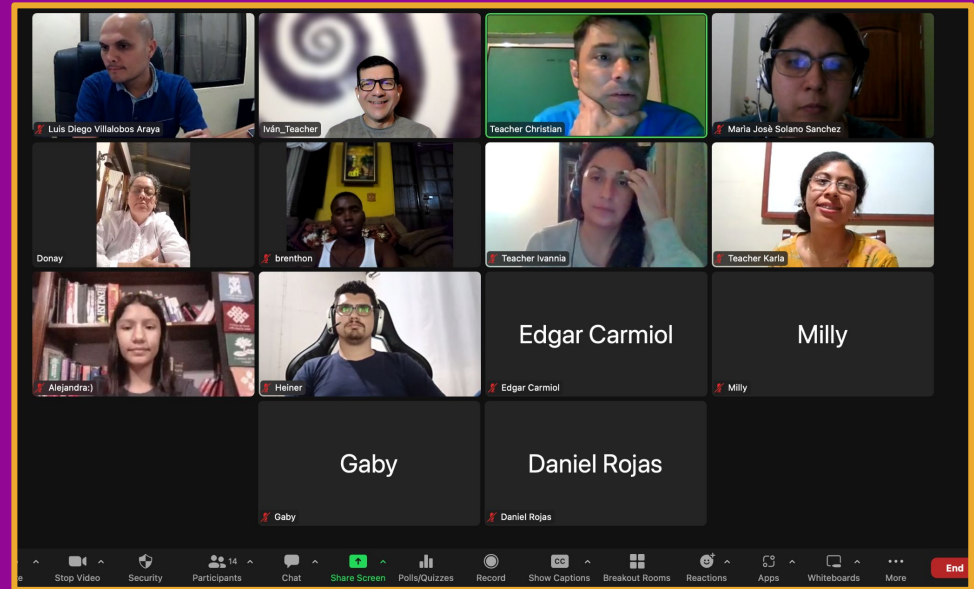 Luis Diego Villalobos Araya
Iván_Teacher
Teacher Christian
Marìa Josè Solano Sanchez
Donay
brenthon
Teacher Ivannia
Teacher Karla
Alejandra:)
Heiner
Edgar Carmiol
Edgar Carmiol
Milly
Milly
Gaby
Gaby
Daniel Rojas
Daniel Rojas
Stop Video
Security
14
Participants
Chat
Share Screen
Polls/Quizzes
Record
CC
Show Captions
Breakout Rooms
Reactions
Apps
Whiteboards
More
End